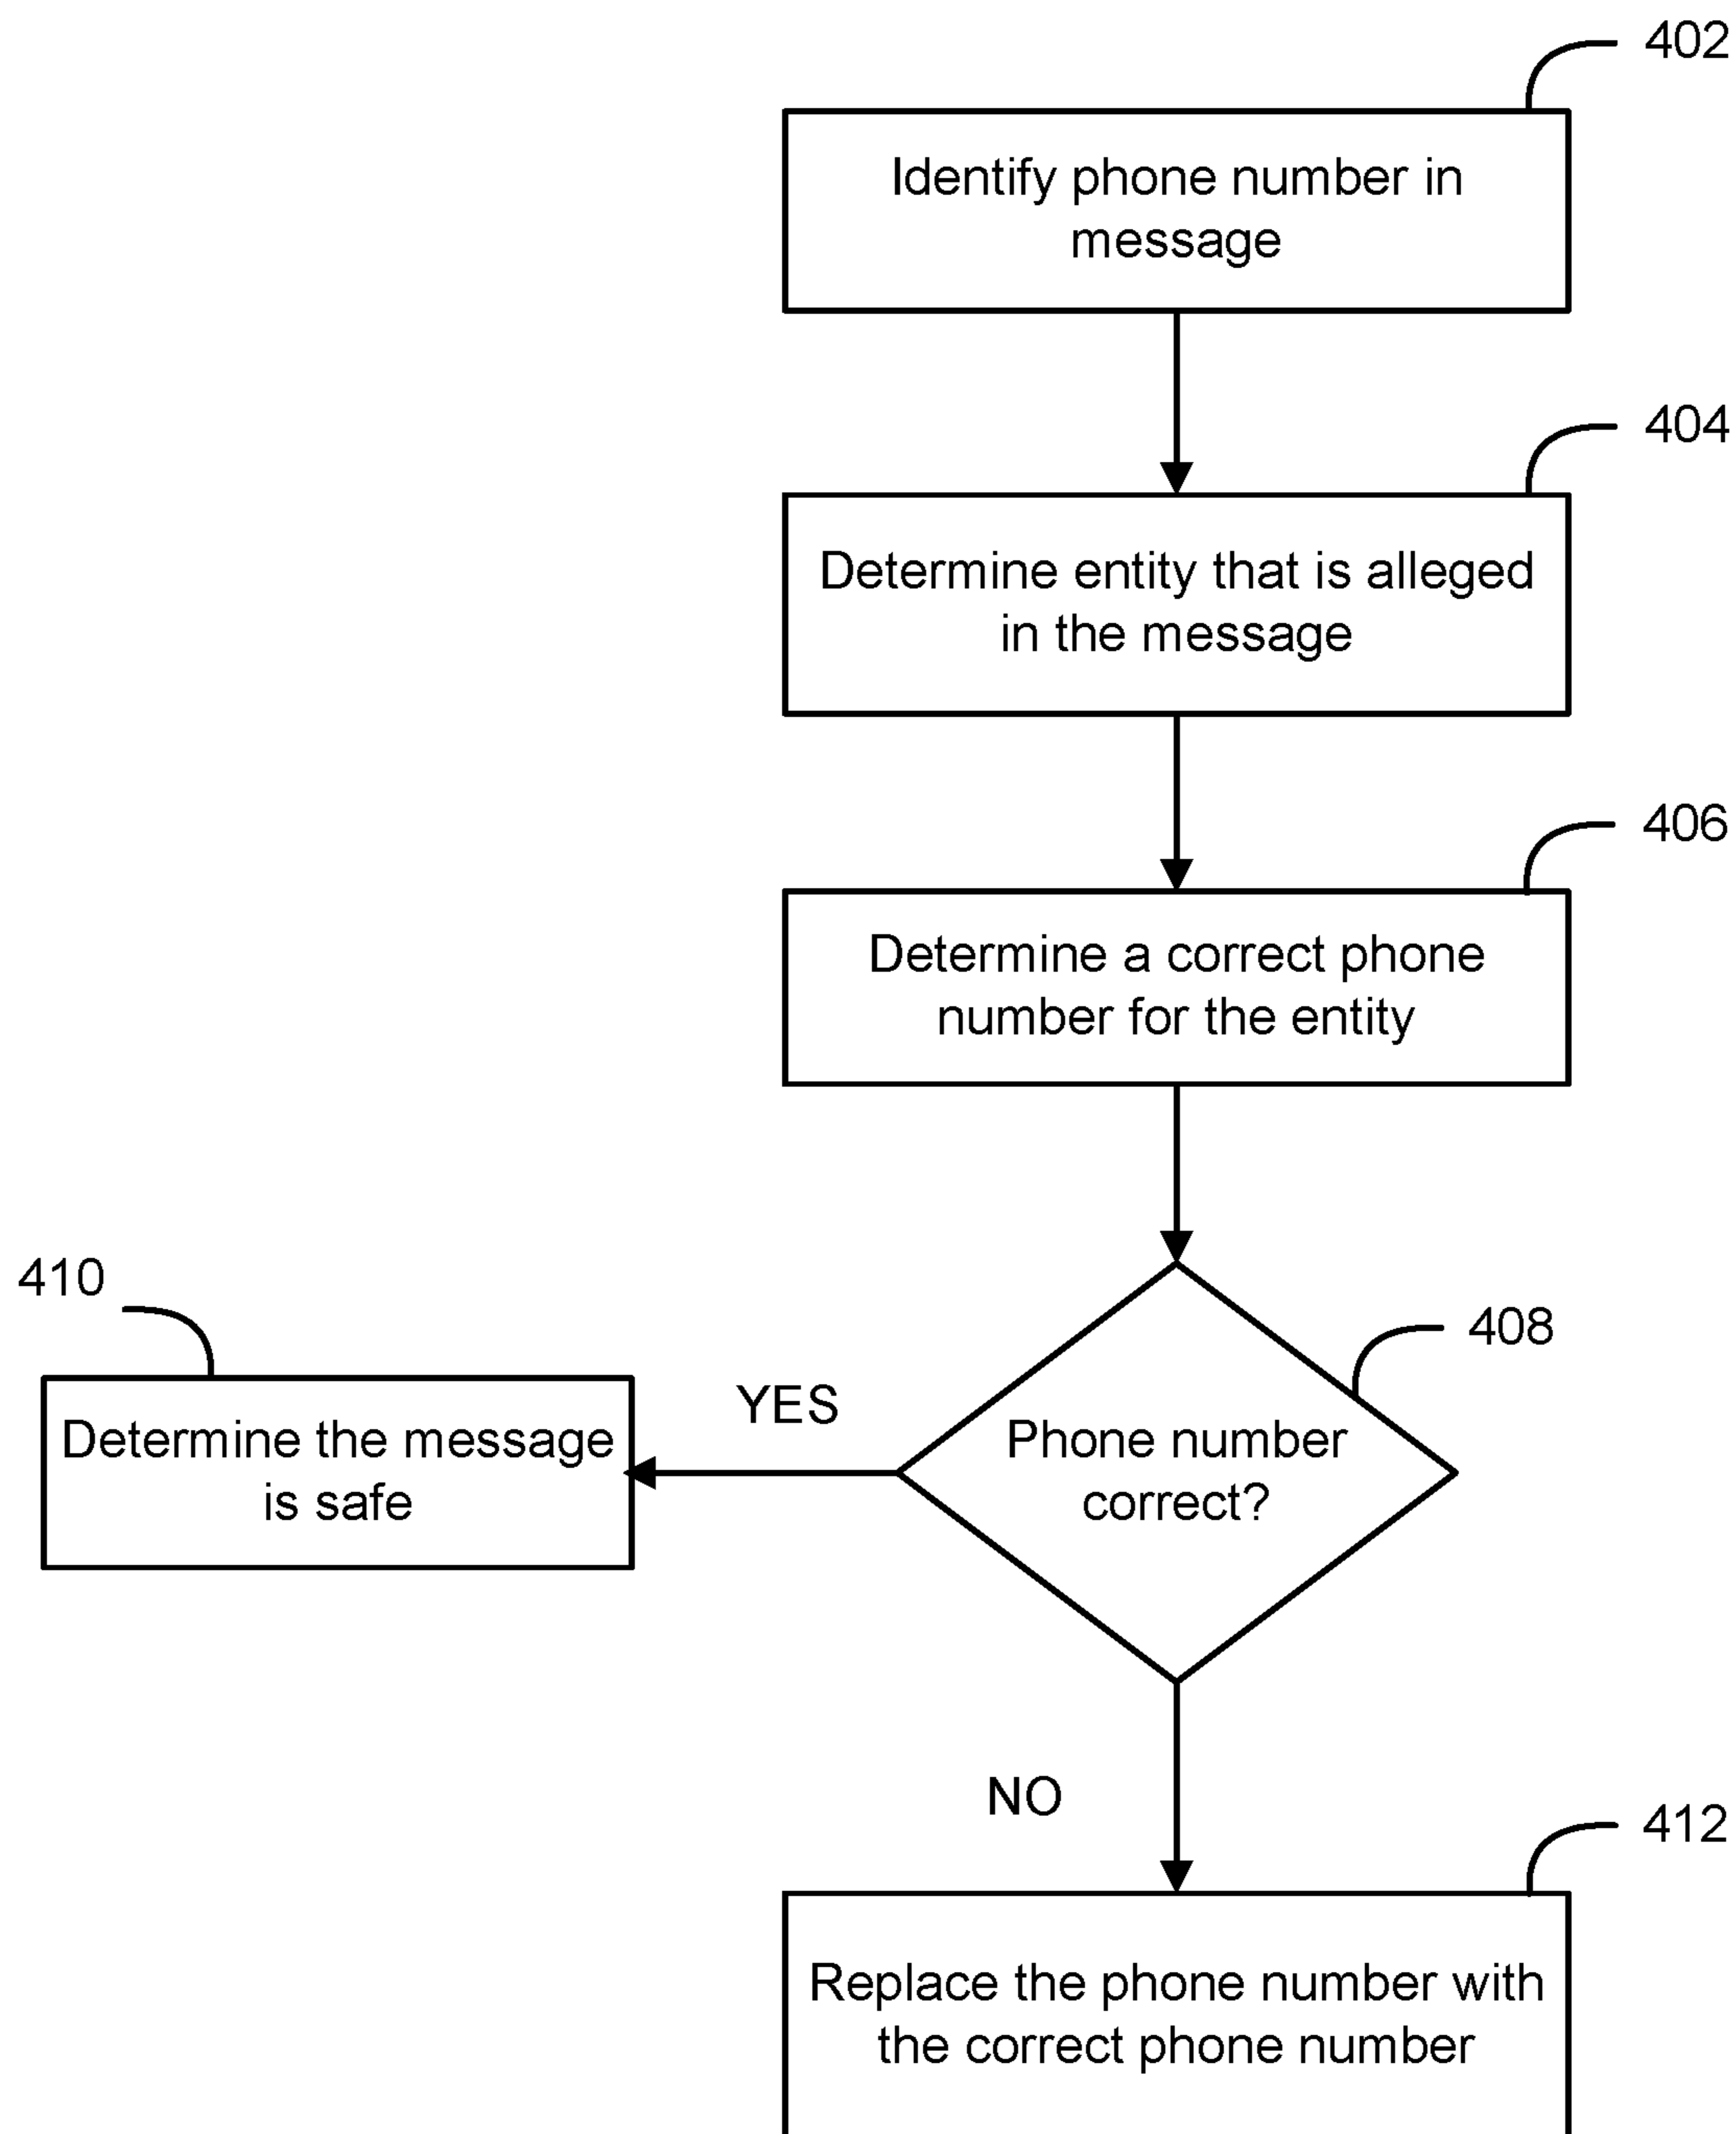 402
Identify phone number in
message
404
Determine entity that is alleged
in the message
406
Determine a correct phone
number for the entity
410
408
YES
Phone number
correct?
Determine the message
is safe
NO
412
Replace the phone number with
the correct phone number